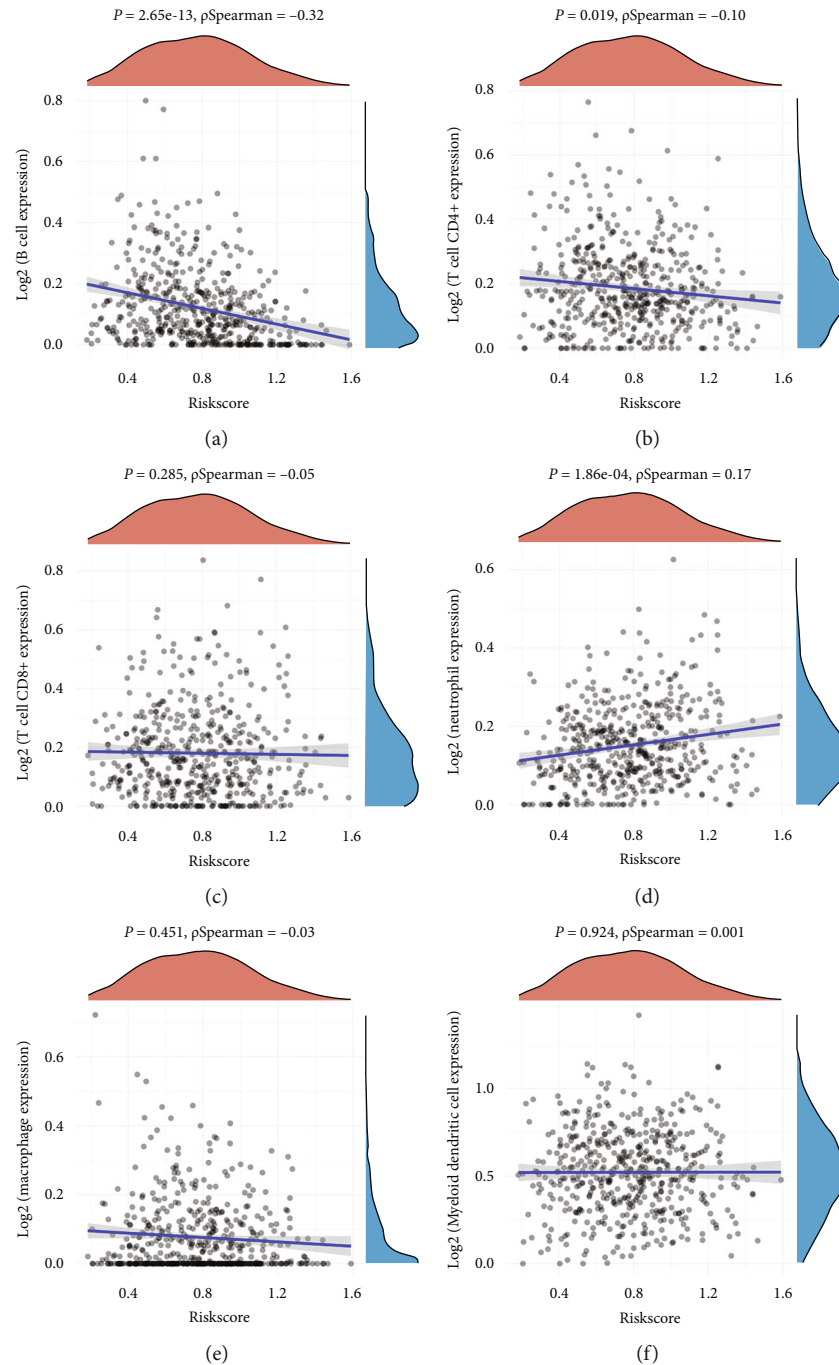 P = 2.65e-13, ρSpearman = –0.32
0.8
0.6
0.4
0.2
0.0
Log2 (B cell expression)
0.4 0.8 1.2 1.6
Riskscore
(a)
P = 0.019, ρSpearman = –0.10
0.8
0.6
0.4
0.2
0.0
Log2 (T cell CD4+ expression)
0.4 0.8 1.2 1.6
Riskscore
(b)
P = 0.285, ρSpearman = –0.05
0.8
0.6
0.4
0.2
0.0
Log2 (T cell CD8+ expression)
0.4 0.8 1.2 1.6
Riskscore
(c)
P = 1.86e-04, ρSpearman = 0.17
0.6
0.4
0.2
0.0
Log2 (neutrophil expression)
0.4 0.8 1.2 1.6
Riskscore
(d)
P = 0.451, ρSpearman = –0.03
0.6
0.4
0.2
0.0
Log2 (macrophage expression)
0.4 0.8 1.2 1.6
Riskscore
(e)
P = 0.924, ρSpearman = 0.001
1.0
0.5
0.0
Log2 (Myeloid dendritic cell expression)
0.4 0.8 1.2 1.6
Riskscore
(f)